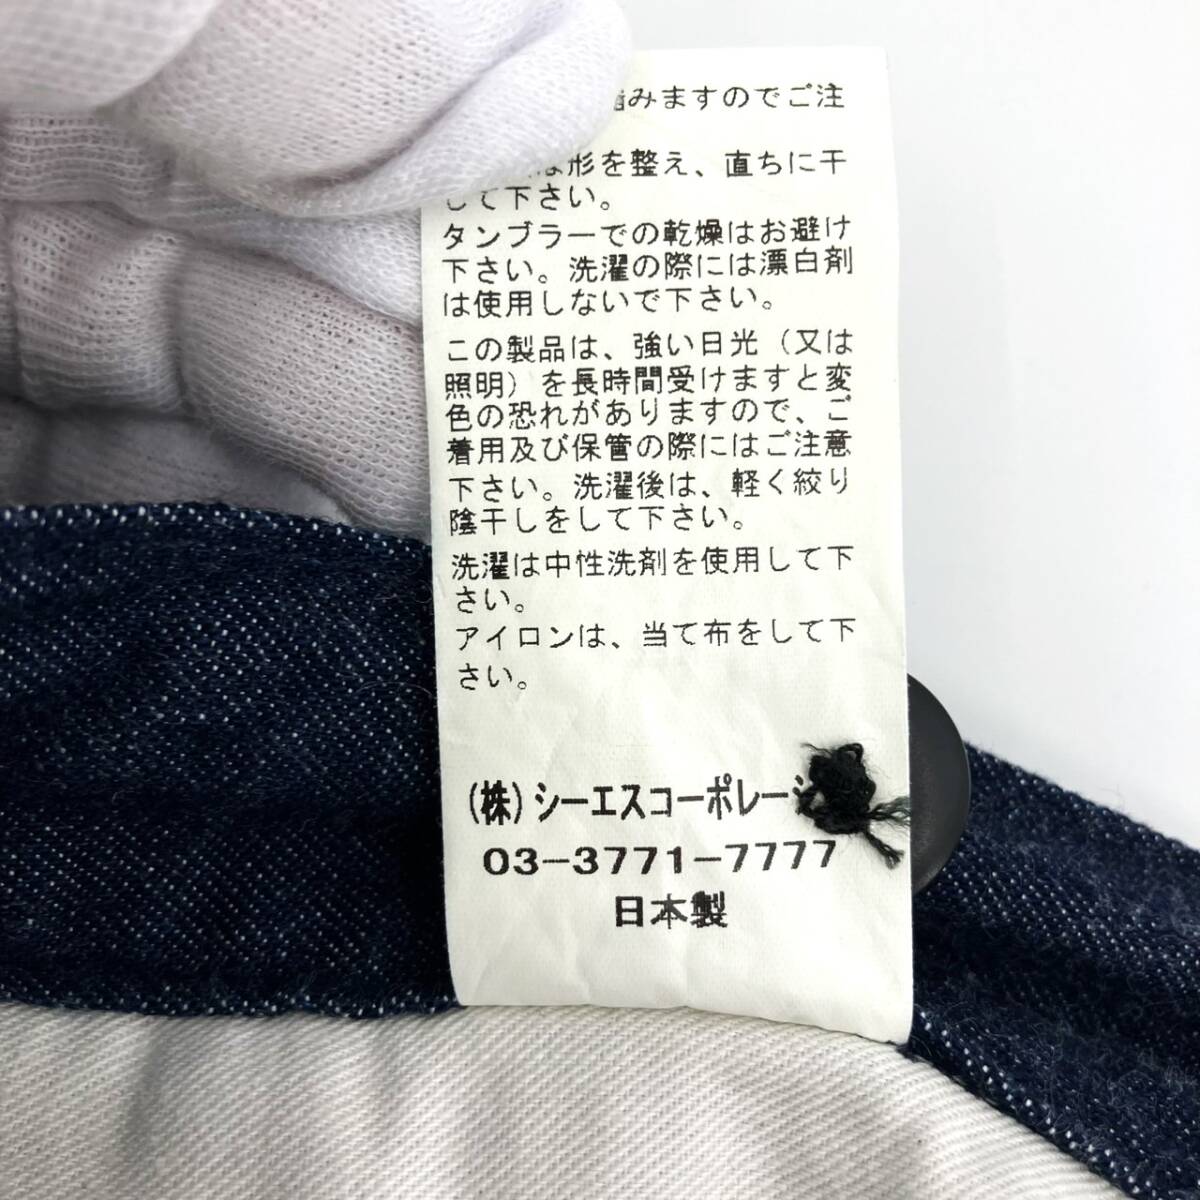 みますのでご注
形を整え、直ちに干
して下さい。
タンブラーでの乾燥はお避け
下さい。洗濯の際には漂白剤
は使用しないで下さい。
この製品は、強い日光(又は
照明)を長時間受けますと変
色の恐れがありますので、ご
着用及び保管の際にはご注意
下さい。洗濯後は、軽く絞り
陰干しをして下さい。
洗濯は中性洗剤を使用して下
さい。
アイロンは、当て布をして下
さい。
(株)シーエスコーポレーシ
03-3771-7777
日本製